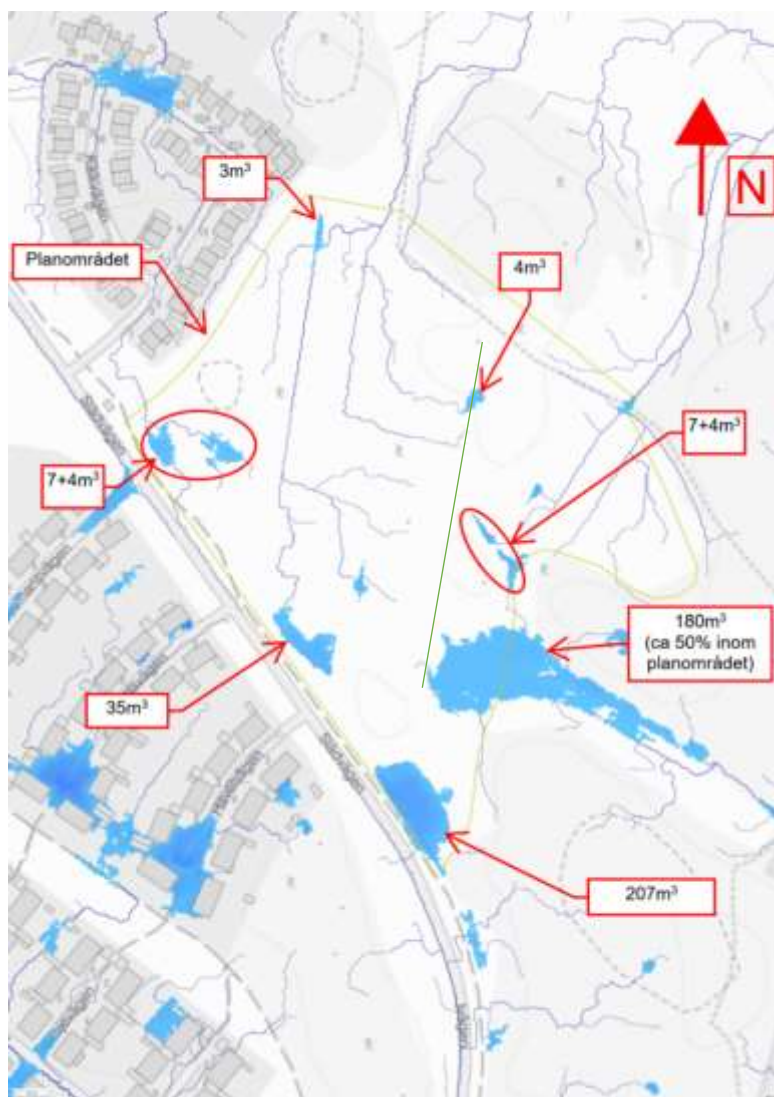 3m³
N
Planområdet
4m³
7+4m³
7+4m³
180m³
(ca 50% inom
planområdet)
35m³
207m³